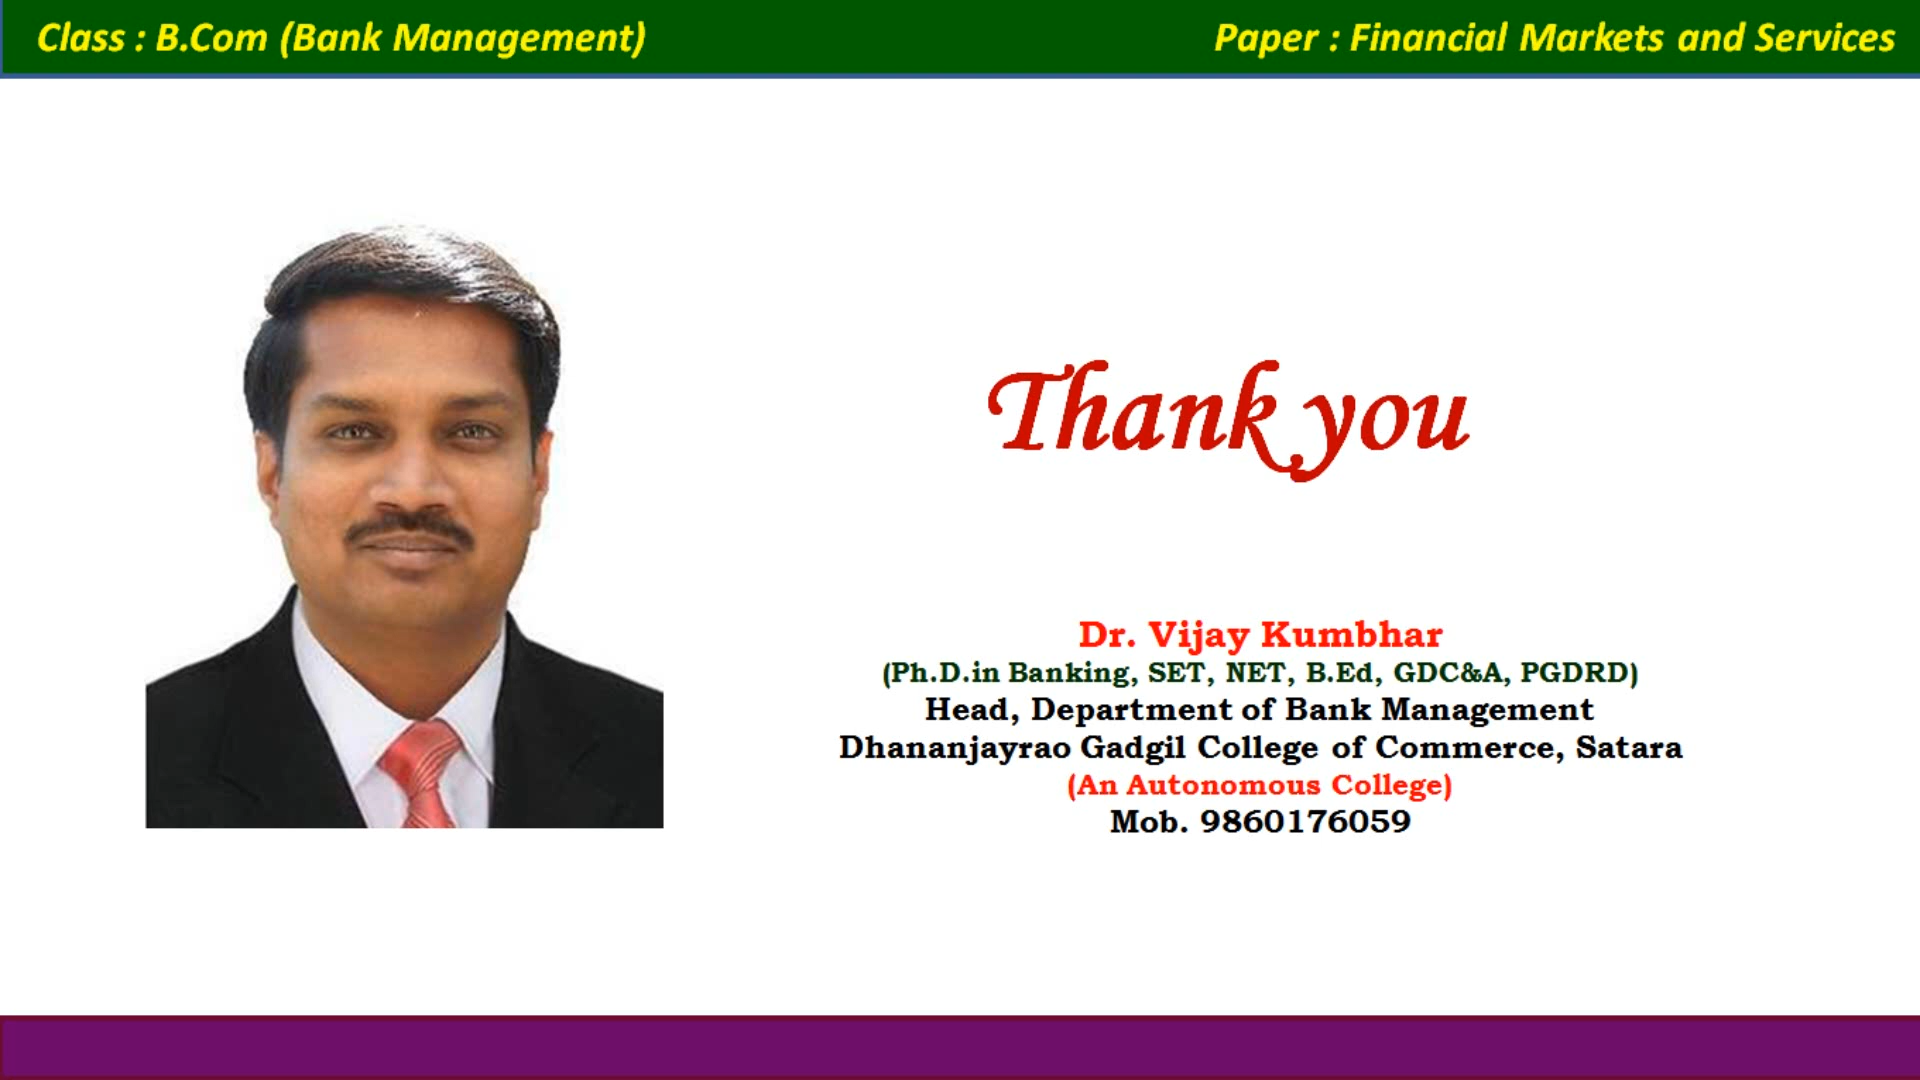 Class : B.Com (Bank Management)
Paper : Financial Markets and Services
Thank you
Dr. Vijay Kumbhar
(Ph.D.in Banking, SET, NET, B.Ed, GDC&A, PGDRD)
Head, Department of Bank Management
Dhananjayrao Gadgil College of Commerce, Satara
(An Autonomous College)
Mob. 9860176059